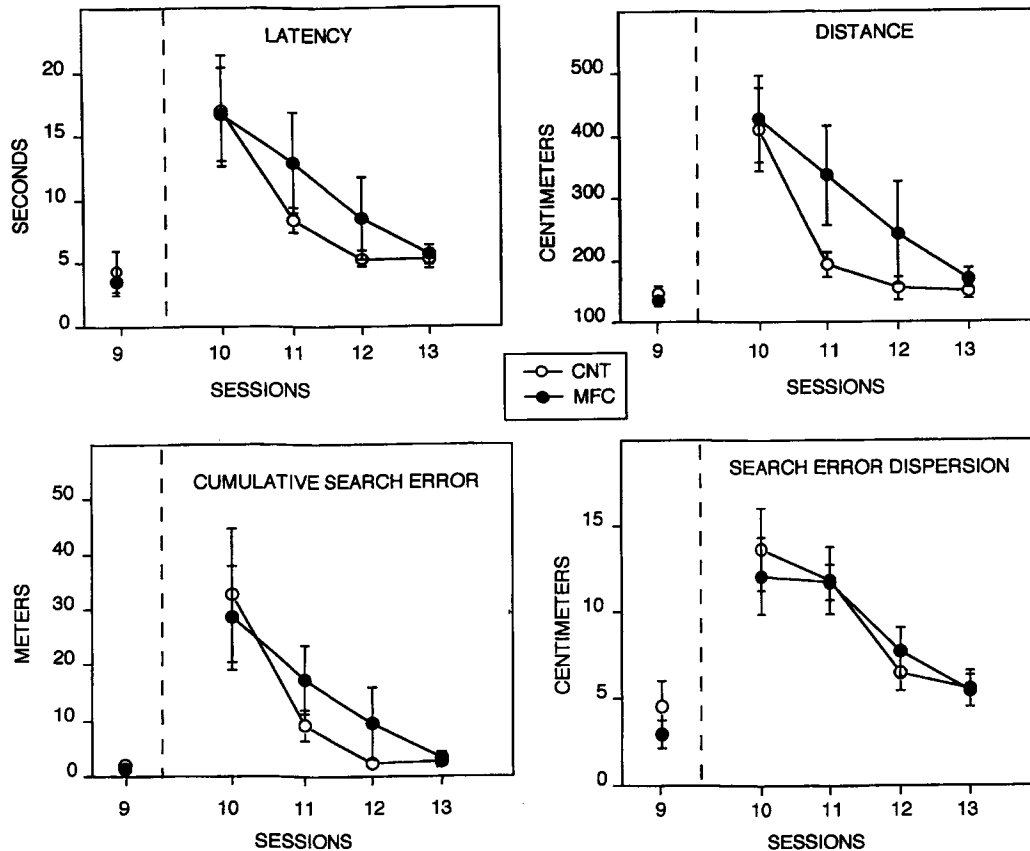 LATENCY
20
15
10
5
0
SECONDS
9 10 11 12 13
SESSIONS
DISTANCE
500
400
300
200
100
CENTIMETERS
9 10 11 12 13
SESSIONS
CNT
MFC
CUMULATIVE SEARCH ERROR
50
40
30
20
10
0
METERS
9 10 11 12 13
SESSIONS
SEARCH ERROR DISPERSION
15
10
5
0
CENTIMETERS
9 10 11 12 13
SESSIONS